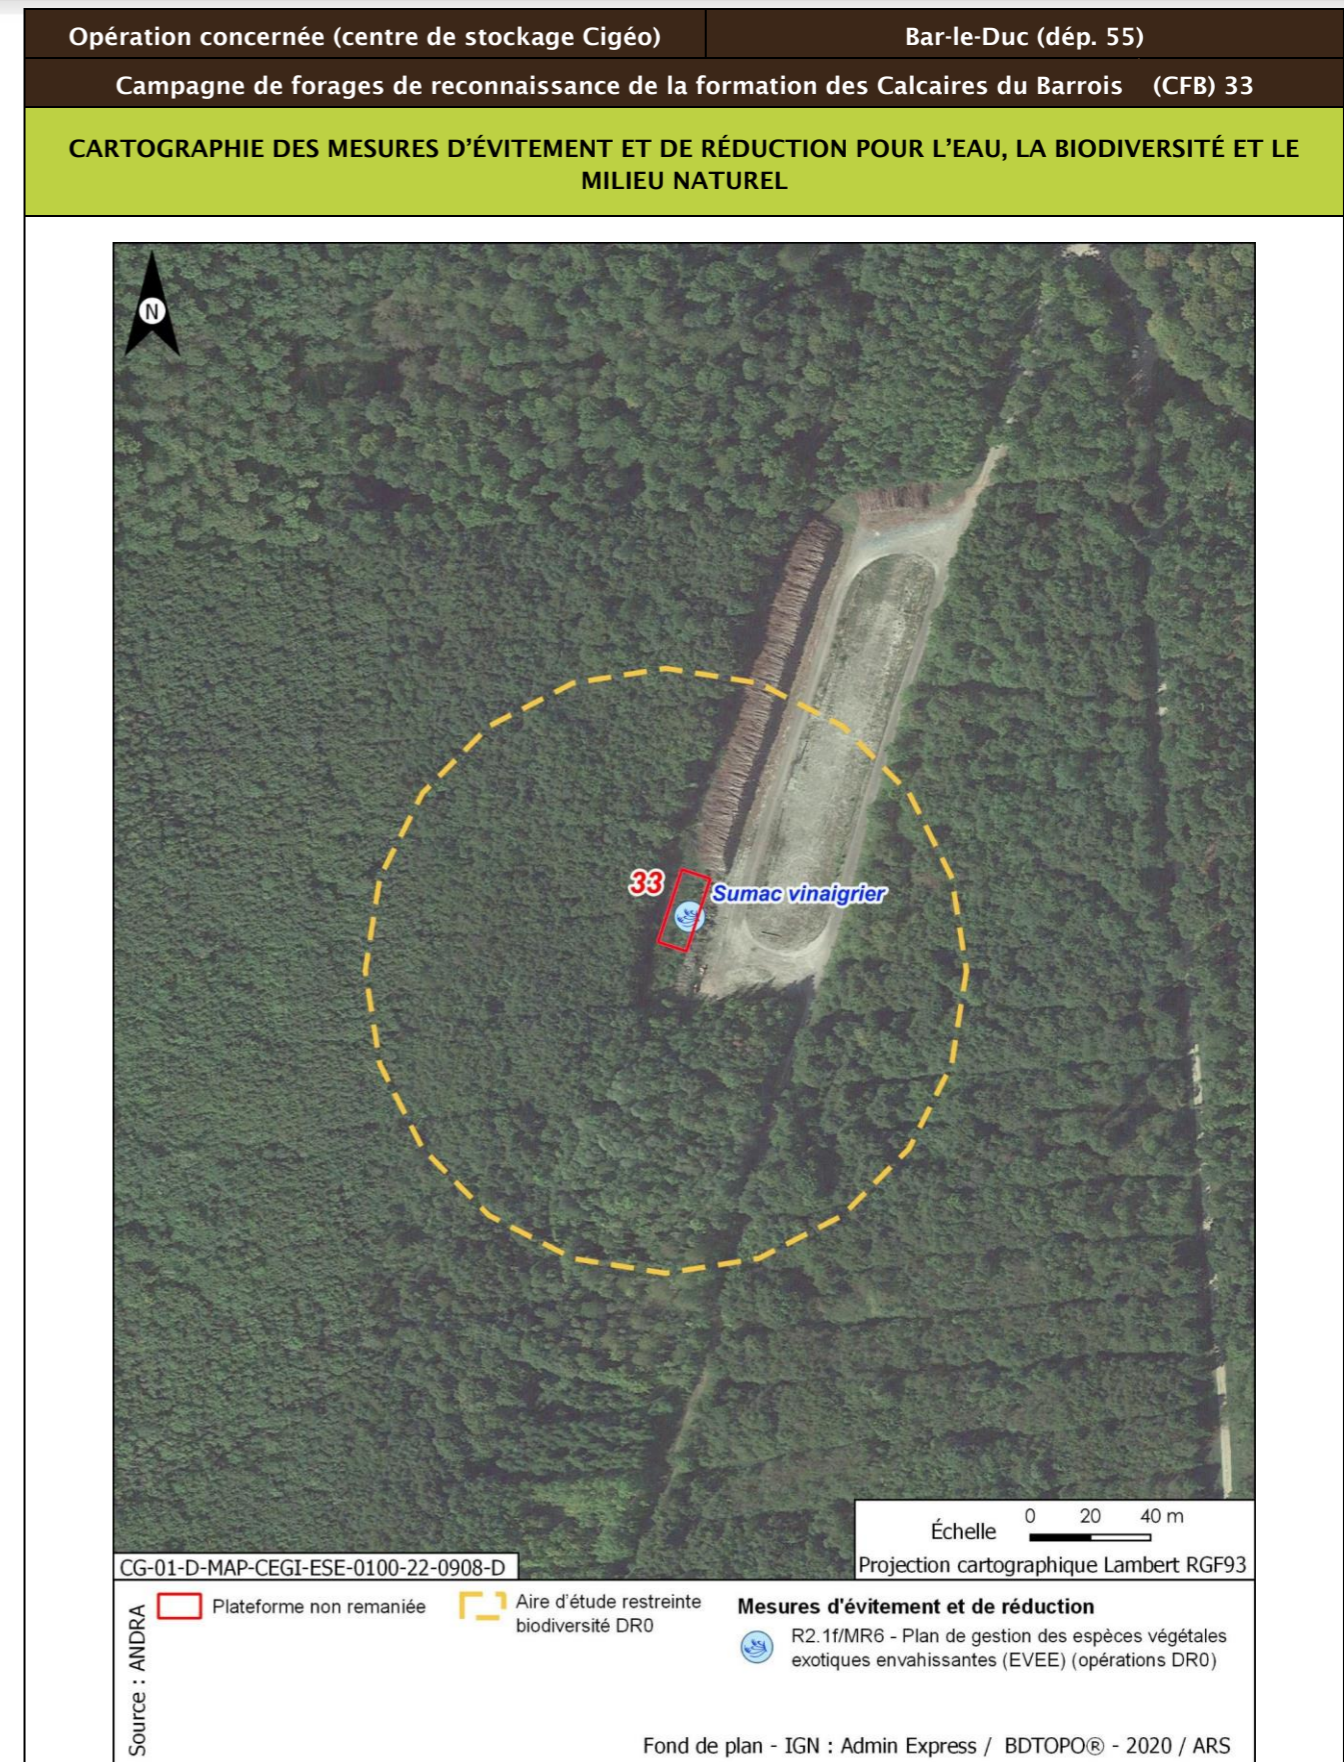 Opération concernée (centre de stockage Cigéo)
Bar-le-Duc (dép. 55)
Campagne de forages de reconnaissance de la formation des Calcaires du Barrois (CFB) 33
CARTOGRAPHIE DES MESURES D'ÉVITEMENT ET DE RÉDUCTION POUR L'EAU, LA BIODIVERSITÉ ET LE
MILIEU NATUREL
N
33
Sumac vinaigrier
Échelle
0 20 40 m
Projection cartographique Lambert RGF93
CG-01-D-MAP-CEGI-ESE-0100-22-0908-D
Source : ANDRA
Plateforme non remaniée
Aire d'étude restreinte
biodiversité DR0
Mesures d'évitement et de réduction
R2.1f/MR6 - Plan de gestion des espèces végétales
exotiques envahissantes (EVEE) (opérations DR0)
Fond de plan - IGN : Admin Express / BDTOPO® - 2020 / ARS